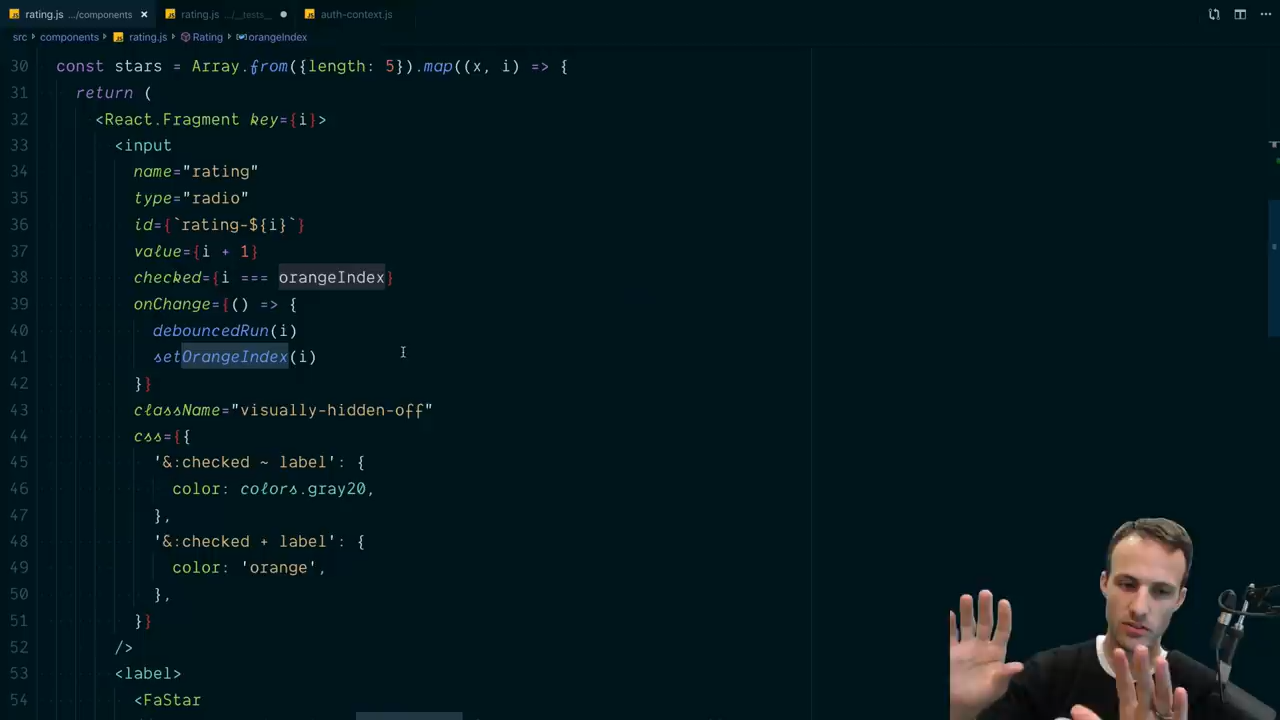 rating.js .../components × rating.js .../__tests__ auth-context.js
src > components > rating.js > Rating > orangeIndex
30 const stars = Array.from({length: 5}).map((x, i) => {
31 return (
32 <React.Fragment key={i}>
33 <input
34 name="rating"
35 type="radio"
36 id={`rating-${i}`}
37 value={i + 1}
38 checked={i === orangeIndex}
39 onChange={() => {
40 debouncedRun(i)
41 setOrangeIndex(i)
42 }}
43 className="visually-hidden-off"
44 css={{
45 '&:checked ~ label': {
46 color: colors.gray20,
47 },
48 '&:checked + label': {
49 color: 'orange',
50 },
51 }}
52 />
53 <label>
54 <FaStar